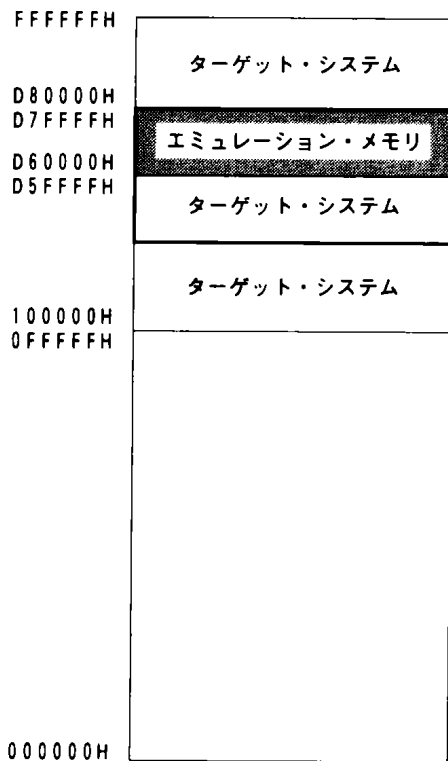 FFFFFFH
ターゲット・システム
D80000H
D7FFFFH
エミュレーション・メモリ
D60000H
D5FFFFH
ターゲット・システム
ターゲット・システム
100000H
0FFFFFH
000000H